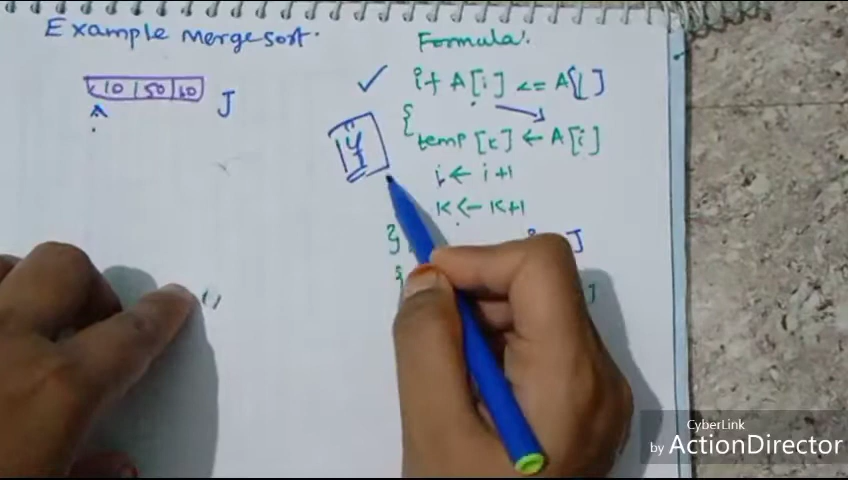 Example Mergesort.
Formula:
10 50 60
J
if A[i] <= A[j]
{
temp [k] ← A[i]
i ← i+1
k ← k+1
}
J
{
J
CyberLink
by ActionDirector